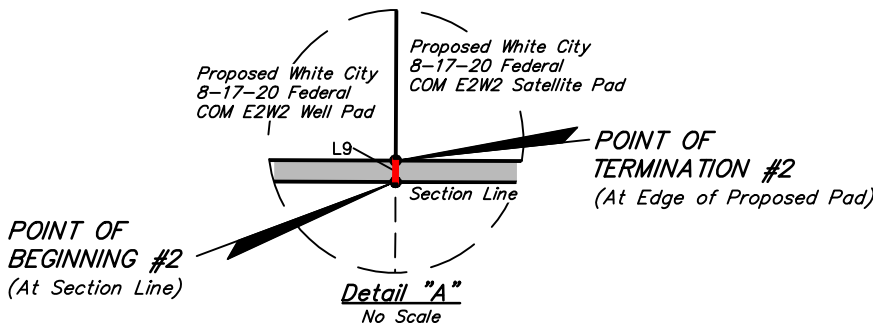 Proposed White City
8-17-20 Federal
COM E2W2 Well Pad
Proposed White City
8-17-20 Federal
COM E2W2 Satellite Pad
L9
POINT OF
TERMINATION #2
(At Edge of Proposed Pad)
Section Line
POINT OF
BEGINNING #2
(At Section Line)
Detail "A"
No Scale